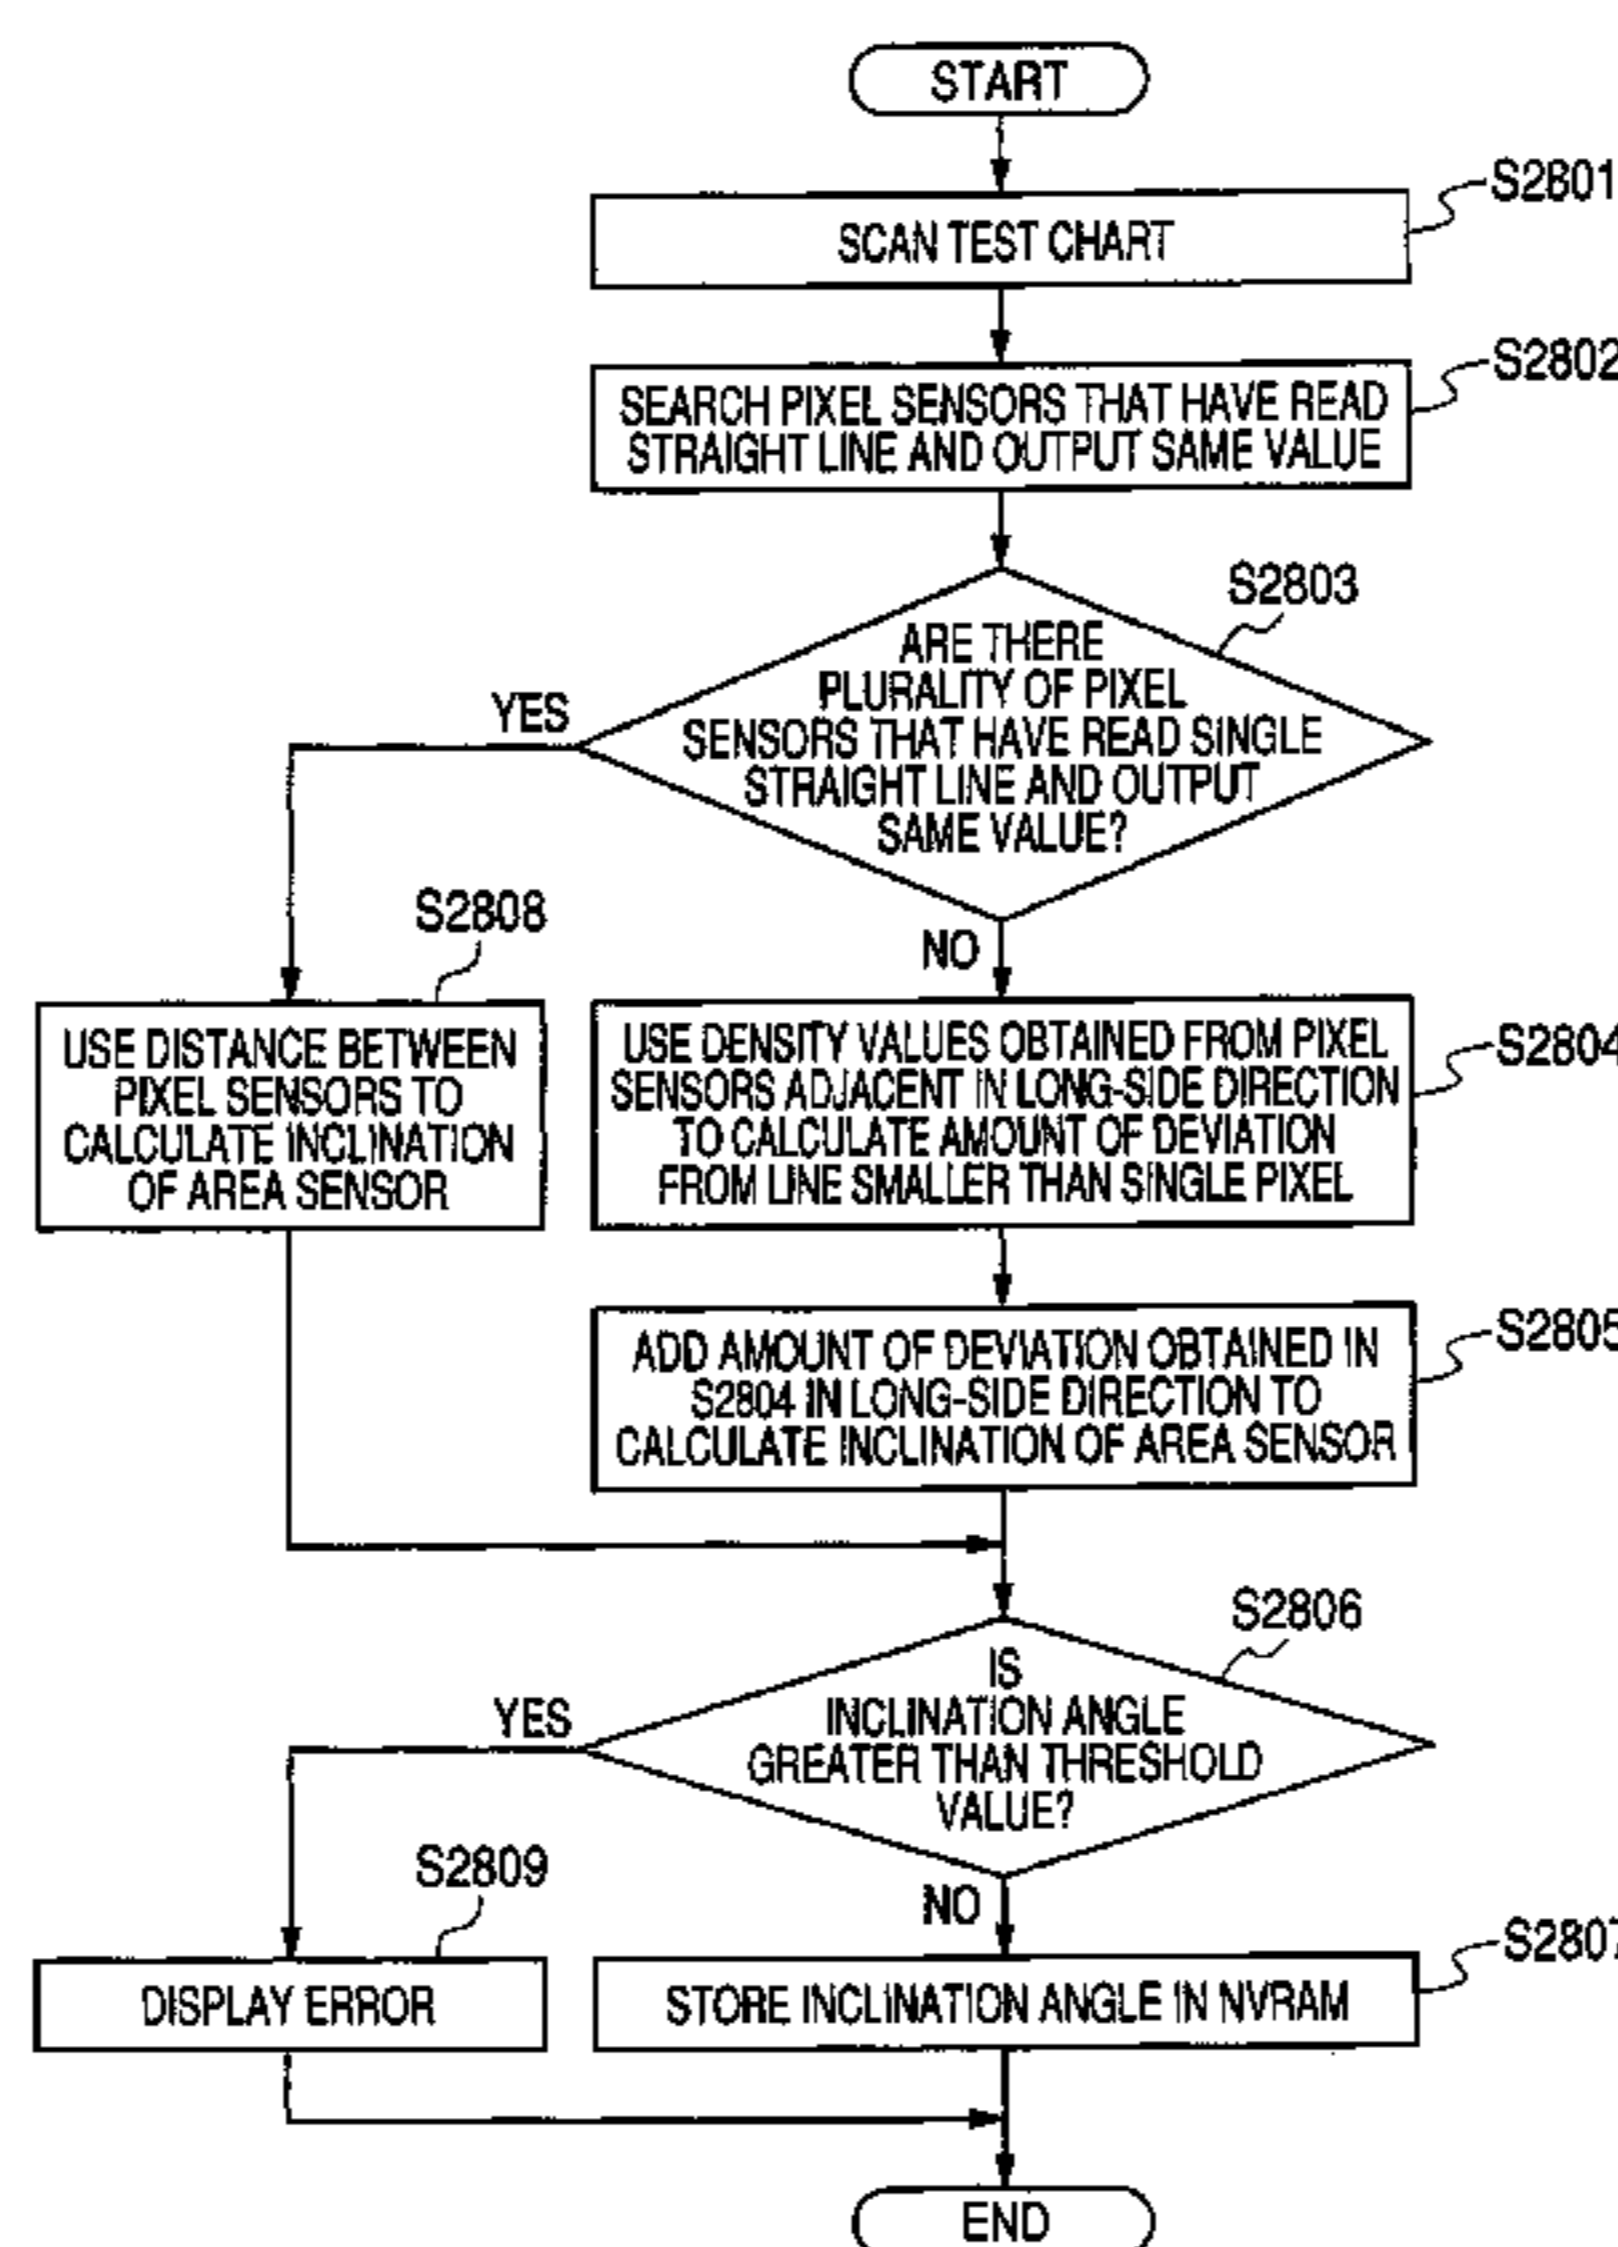 START
S2801
SCAN TEST CHART
S2802
SEARCH PIXEL SENSORS THAT HAVE READ
STRAIGHT LINE AND OUTPUT SAME VALUE
S2803
ARE THERE
PLURALITY OF PIXEL
SENSORS THAT HAVE READ SINGLE
STRAIGHT LINE AND OUTPUT
SAME VALUE?
YES
NO
S2808
USE DISTANCE BETWEEN
PIXEL SENSORS TO
CALCULATE INCLINATION
OF AREA SENSOR
S2804
USE DENSITY VALUES OBTAINED FROM PIXEL
SENSORS ADJACENT IN LONG-SIDE DIRECTION
TO CALCULATE AMOUNT OF DEVIATION
FROM LINE SMALLER THAN SINGLE PIXEL
S2805
ADD AMOUNT OF DEVIATION OBTAINED IN
S2804 IN LONG-SIDE DIRECTION TO
CALCULATE INCLINATION OF AREA SENSOR
S2806
IS
INCLINATION ANGLE
GREATER THAN THRESHOLD
VALUE?
YES
NO
S2809
DISPLAY ERROR
S2807
STORE INCLINATION ANGLE IN NVRAM
END